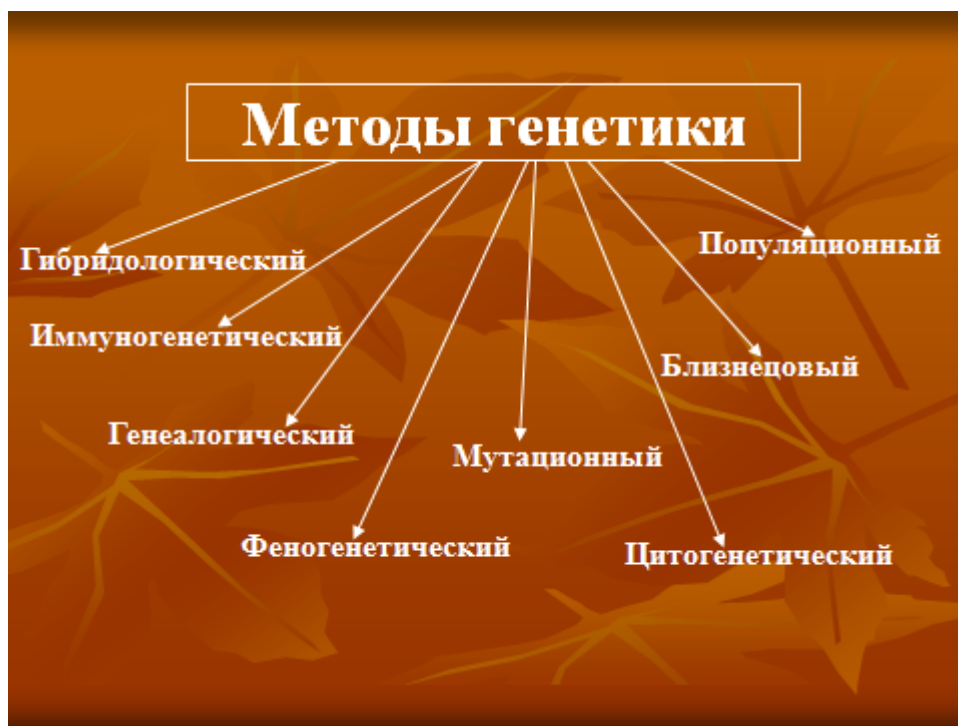 Методы генетики
Популяционный
Гибридологический
Иммуногенетический
Близнецовый
Генеалогический
Мутационный
Феногенетический
Цитогенетический